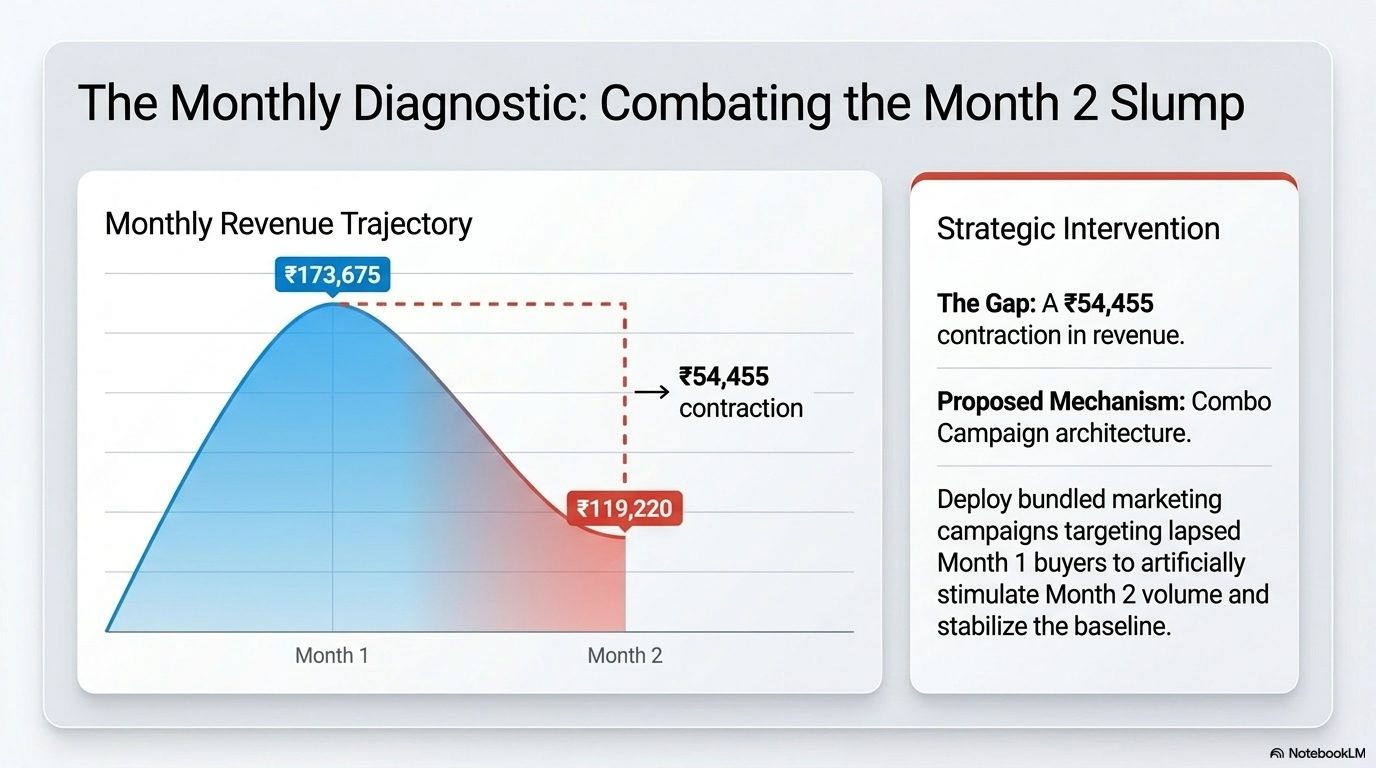 The Monthly Diagnostic: Combating the Month 2 Slump
Monthly Revenue Trajectory
₹173,675
₹54,455
contraction
₹119,220
Month 1
Month 2
Strategic Intervention
The Gap: A ₹54,455
contraction in revenue.
Proposed Mechanism: Combo
Campaign architecture.
Deploy bundled marketing
campaigns targeting lapsed
Month 1 buyers to artificially
stimulate Month 2 volume and
stabilize the baseline.
NotebookLM